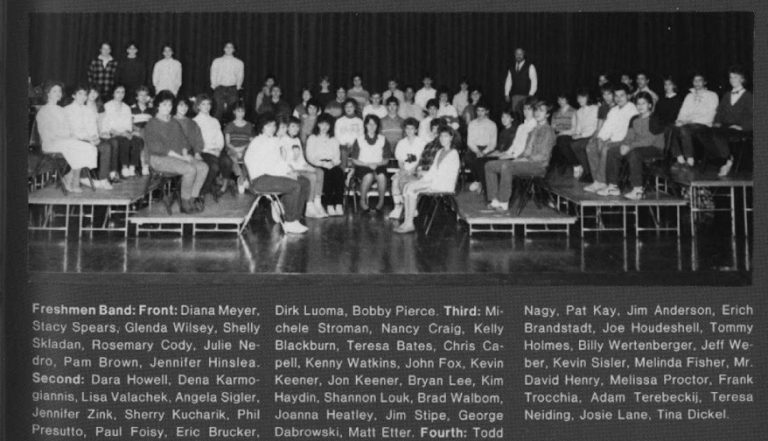 Freshmen Band: Front: Diana Meyer,
Stacy Spears, Glenda Wilsey, Shelly
Skladan, Rosemary Cody, Julie Ne-
dro, Pam Brown, Jennifer Hinslea.
Second: Dara Howell, Dena Karmo-
giannis, Lisa Valachek, Angela Sigler,
Jennifer Zink, Sherry Kucharik, Phil
Presutto, Paul Foisy, Eric Brucker,
Dirk Luoma, Bobby Pierce. Third: Mi-
chele Stroman, Nancy Craig, Kelly
Blackburn, Teresa Bates, Chris Ca-
pell, Kenny Watkins, John Fox, Kevin
Keener, Jon Keener, Bryan Lee, Kim
Haydin, Shannon Louk, Brad Walbom,
Joanna Heatley, Jim Stipe, George
Dabrowski, Matt Etter. Fourth: Todd
Nagy, Pat Kay, Jim Anderson, Erich
Brandstadt, Joe Houdeshell, Tommy
Holmes, Billy Wertenberger, Jeff We-
ber, Kevin Sisler, Melinda Fisher, Mr.
David Henry, Melissa Proctor, Frank
Trocchia, Adam Terebeckij, Teresa
Neiding, Josie Lane, Tina Dickel.